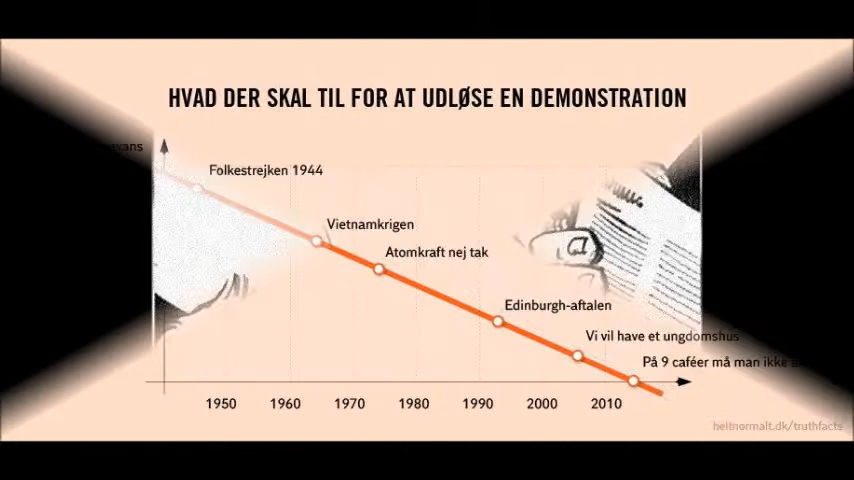 HVAD DER SKAL TIL FOR AT UDLØSE EN DEMONSTRATION
Folkestrejken 1944
Vietnamkrigen
Atomkraft nej tak
Edinburgh-aftalen
Vi vil have et ungdomshus
På 9 caféer må man ikke
1950 1960 1970 1980 1990 2000 2010
heltnormalt.dk/truthfacts